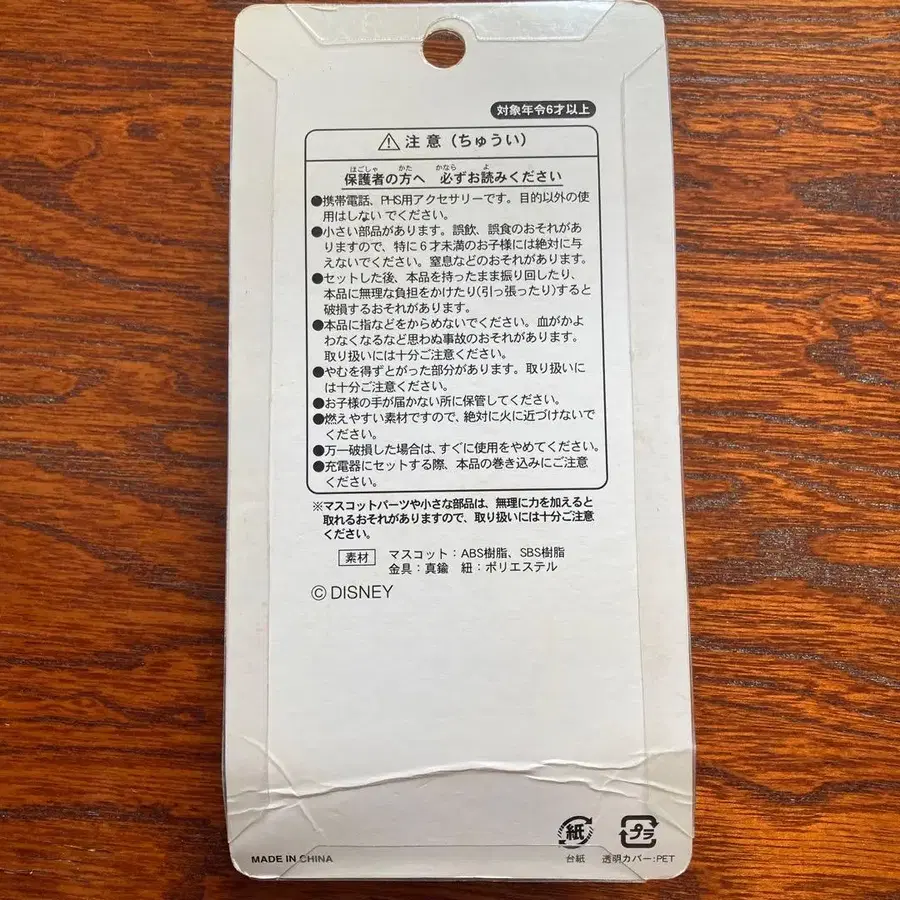 対象年令6才以上
⚠注意(ちゅうい)
ほごしゃ かた かなら よ
保護者の方へ 必ずお読みください
●携帯電話、PHS用アクセサリーです。目的以外の使
用はしないでください。
●小さい部品があります。誤飲、誤食のおそれがあ
りますので、特に6才未満のお子様には絶対に与
えないでください。窒息などのおそれがあります。
●セットした後、本品を持ったまま振り回したり、
本品に無理な負担をかけたり(引っ張ったり)すると
破損するおそれがあります。
●本品に指などをからめないでください。血がかよ
わなくなるなど思わぬ事故のおそれがあります。
取り扱いには十分ご注意ください。
●やむを得ずとがった部分があります。取り扱いに
は十分ご注意ください。
●お子様の手が届かない所に保管してください。
●燃えやすい素材ですので、絶対に火に近づけないで
ください。
●万一破損した場合は、すぐに使用をやめてください。
●充電器にセットする際、本品の巻き込みにご注意
ください。
※マスコットパーツや小さな部品は、無理に力を加えると
取れるおそれがありますので、取り扱いには十分ご注意
ください。
素材 マスコット:ABS樹脂、SBS樹脂
金具:真鍮 紐:ポリエステル
© DISNEY
紙 プラ
台紙 透明カバー:PET
MADE IN CHINA